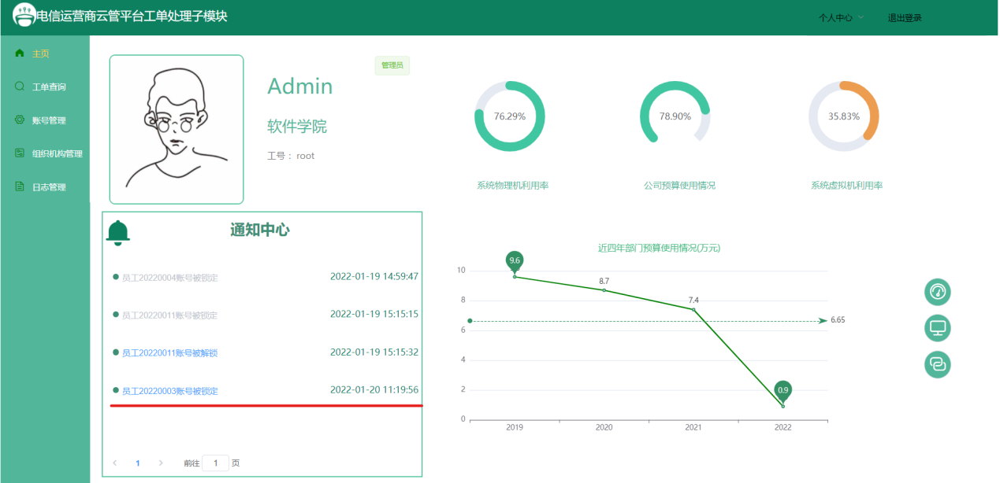 电信运营商云管平台工单处理子模块
个人中心
退出登录
主页
工单查询
账号管理
组织机构管理
日志管理
管理员
Admin
软件学院
工号： root
76.29%
78.90%
35.83%
系统物理机利用率
公司预算使用情况
系统虚拟机利用率
通知中心
员工20220004账号被锁定 2022-01-19 14:59:47
员工20220011账号被锁定 2022-01-19 15:15:15
员工20220011账号被解锁 2022-01-19 15:15:32
员工20220003账号被锁定 2022-01-20 11:19:56
1
前往 1 页
近四年部门预算使用情况(万元)
10
8
6
4
2
0
9.6
8.7
7.4
6.65
0.9
2019
2020
2021
2022